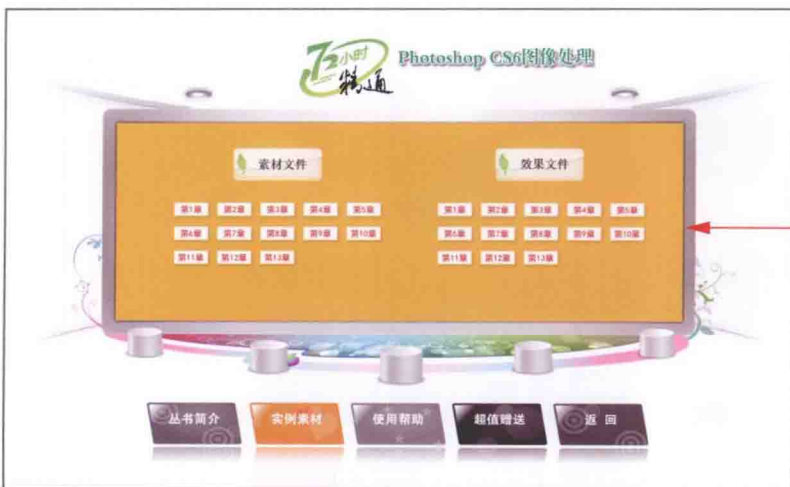 72小时精通
Photoshop CS6图像处理
素材文件 效果文件
第1章 第2章 第3章 第4章 第5章 第1章 第2章 第3章 第4章 第5章
第6章 第7章 第8章 第9章 第10章 第6章 第7章 第8章 第9章 第10章
第11章 第12章 第13章 第11章 第12章 第13章
丛书简介 实例素材 使用帮助 超值赠送 返 回